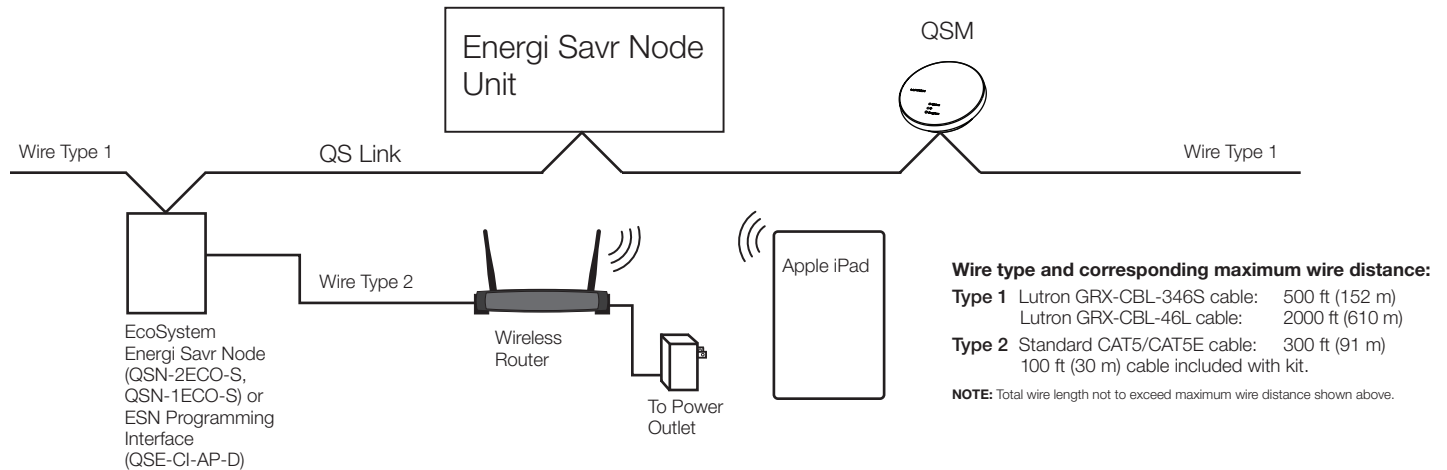 Energi Savr Node
Unit
QSM
Wire Type 1
QS Link
Wire Type 1
Wire Type 2
EcoSystem
Energi Savr Node
(QSN-2ECO-S,
QSN-1ECO-S) or
ESN Programming
Interface
(QSE-CI-AP-D)
Wireless
Router
To Power
Outlet
Apple iPad
Wire type and corresponding maximum wire distance:
Type 1 Lutron GRX-CBL-346S cable: 500 ft (152 m)
Lutron GRX-CBL-46L cable: 2000 ft (610 m)
Type 2 Standard CAT5/CAT5E cable: 300 ft (91 m)
100 ft (30 m) cable included with kit.
NOTE: Total wire length not to exceed maximum wire distance shown above.